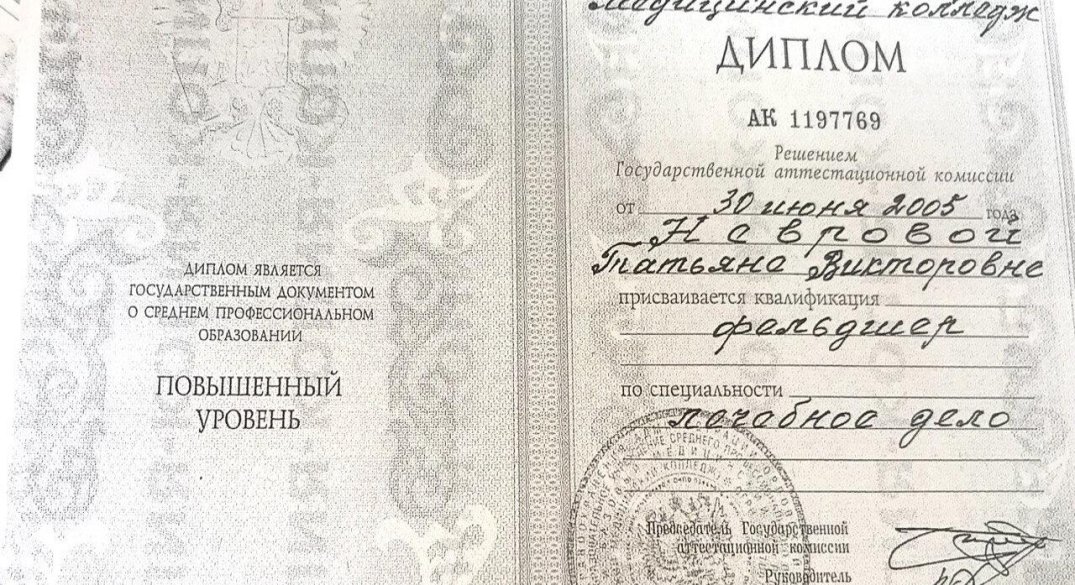 ДИПЛОМ ЯВЛЯЕТСЯ
ГОСУДАРСТВЕННЫМ ДОКУМЕНТОМ
О СРЕДНЕМ ПРОФЕССИОНАЛЬНОМ
ОБРАЗОВАНИИ
ПОВЫШЕННЫЙ
УРОВЕНЬ
Медицинский колледж
ДИПЛОМ
АК 1197769
Решением
Государственной аттестационной комиссии
от 30 июня 2005 года
Невровой
Татьяне Викторовне
присваивается квалификация
фельдшер
по специальности
лечебное дело
Председатель Государственной
аттестационной комиссии
Руководитель